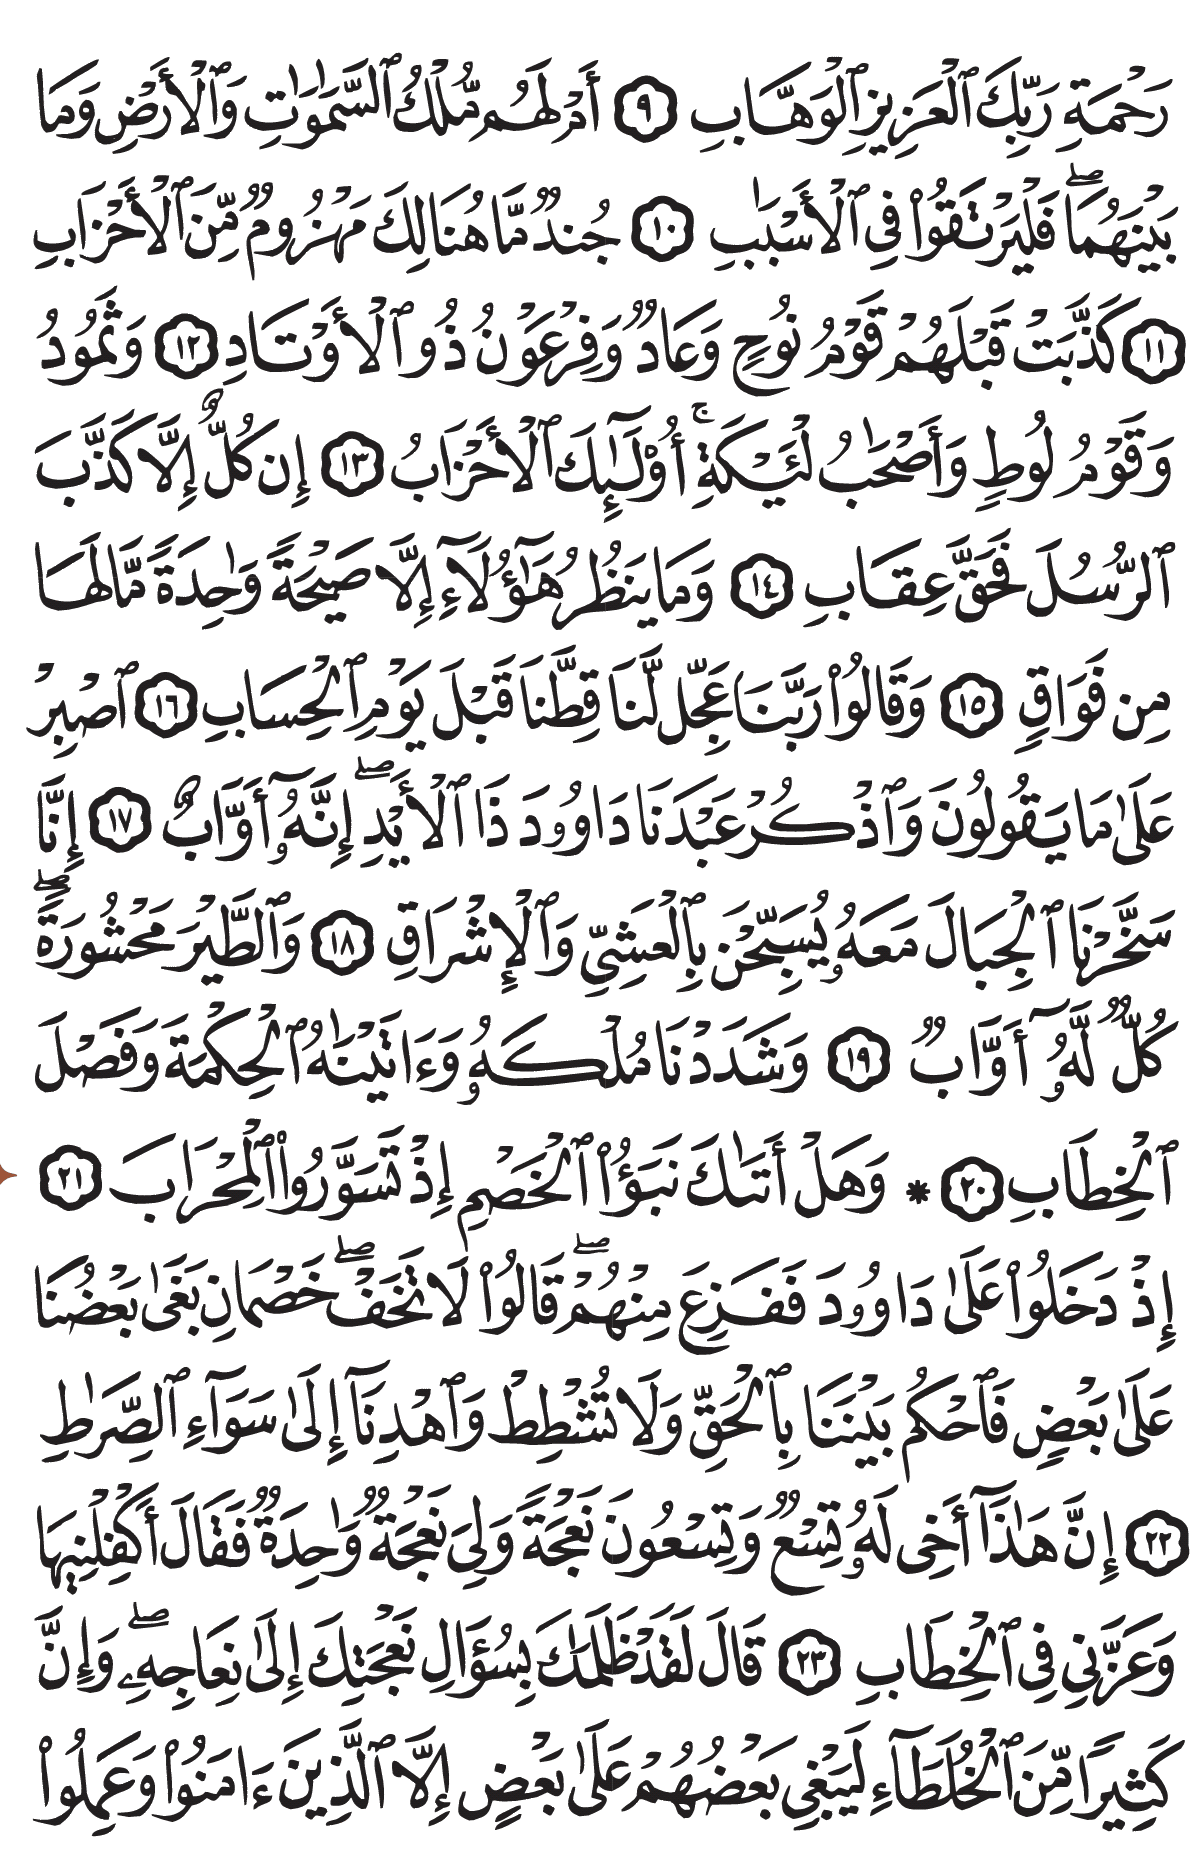 رَحْمَةِ رَبِّكَ ٱلْعَزِيزِ ٱلْوَهَّابِ ٩ أَمْ لَهُم مُّلْكُ ٱلسَّمَٰوَٰتِ وَٱلْأَرْضِ وَمَا
بَيْنَهُمَاۖ فَلْيَرْتَقُوا۟ فِى ٱلْأَسْبَٰبِ ١٠ جُندٌ مَّا هُنَالِكَ مَهْزُومٌ مِّنَ ٱلْأَحْزَابِ
١١ كَذَّبَتْ قَبْلَهُمْ قَوْمُ نُوحٍ وَعَادٌ وَفِرْعَوْنُ ذُو ٱلْأَوْتَادِ ١٢ وَثَمُودُ
وَقَوْمُ لُوطٍ وَأَصْحَٰبُ لَيْكَةَۚ أُو۟لَٰٓئِكَ ٱلْأَحْزَابُ ١٣ إِن كُلٌّ إِلَّا كَذَّبَ
ٱلرُّسُلَ فَحَقَّ عِقَابِ ١٤ وَمَا يَنظُرُ هَٰٓؤُلَآءِ إِلَّا صَيْحَةً وَٰحِدَةً مَّا لَهَا
مِن فَوَاقٍ ١٥ وَقَالُوا۟ رَبَّنَا عَجِّل لَّنَا قِطَّنَا قَبْلَ يَوْمِ ٱلْحِسَابِ ١٦ ٱصْبِرْ
عَلَىٰ مَا يَقُولُونَ وَٱذْكُرْ عَبْدَنَا دَاوُۥدَ ذَا ٱلْأَيْدِۖ إِنَّهُۥٓ أَوَّابٌ ١٧ إِنَّا
سَخَّرْنَا ٱلْجِبَالَ مَعَهُۥ يُسَبِّحْنَ بِٱلْعَشِىِّ وَٱلْإِشْرَاقِ ١٨ وَٱلطَّيْرَ مَحْشُورَةًۖ
كُلٌّ لَّهُۥٓ أَوَّابٌ ١٩ وَشَدَدْنَا مُلْكَهُۥ وَءَاتَيْنَٰهُ ٱلْحِكْمَةَ وَفَصْلَ
ٱلْخِطَابِ ٢٠ * وَهَلْ أَتَىٰكَ نَبَؤُا۟ ٱلْخَصْمِ إِذْ تَسَوَّرُوا۟ ٱلْمِحْرَابَ ٢١
إِذْ دَخَلُوا۟ عَلَىٰ دَاوُۥدَ فَفَزِعَ مِنْهُمْۖ قَالُوا۟ لَا تَخَفْۖ خَصْمَانِ بَغَىٰ بَعْضُنَا
عَلَىٰ بَعْضٍ فَٱحْكُم بَيْنَنَا بِٱلْحَقِّ وَلَا تُشْطِطْ وَٱهْدِنَآ إِلَىٰ سَوَآءِ ٱلصِّرَٰطِ
٢٢ إِنَّ هَٰذَآ أَخِى لَهُۥ تِسْعٌ وَتِسْعُونَ نَعْجَةً وَلِىَ نَعْجَةٌ وَٰحِدَةٌ فَقَالَ أَكْفِلْنِيهَا
وَعَزَّنِى فِى ٱلْخِطَابِ ٢٣ قَالَ لَقَدْ ظَلَمَكَ بِسُؤَالِ نَعْجَتِكَ إِلَىٰ نِعَاجِهِۦۖ وَإِنَّ
كَثِيرًا مِّنَ ٱلْخُلَطَآءِ لَيَبْغِى بَعْضُهُمْ عَلَىٰ بَعْضٍ إِلَّا ٱلَّذِينَ ءَامَنُوا۟ وَعَمِلُوا۟